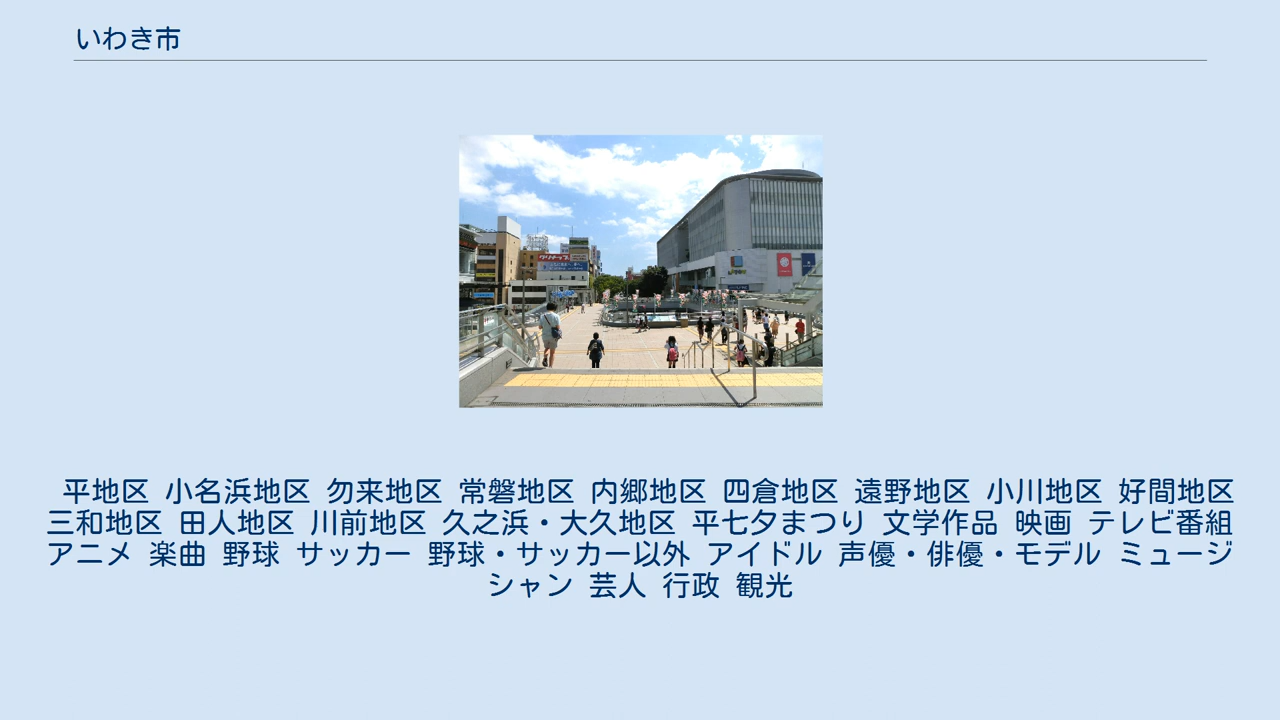 いわき市
クリナップ
平地区 小名浜地区 勿来地区 常磐地区 内郷地区 四倉地区 遠野地区 小川地区 好間地区
三和地区 田人地区 川前地区 久之浜・大久地区 平七夕まつり 文学作品 映画 テレビ番組
アニメ 楽曲 野球 サッカー 野球・サッカー以外 アイドル 声優・俳優・モデル ミュージ
シャン 芸人 行政 観光